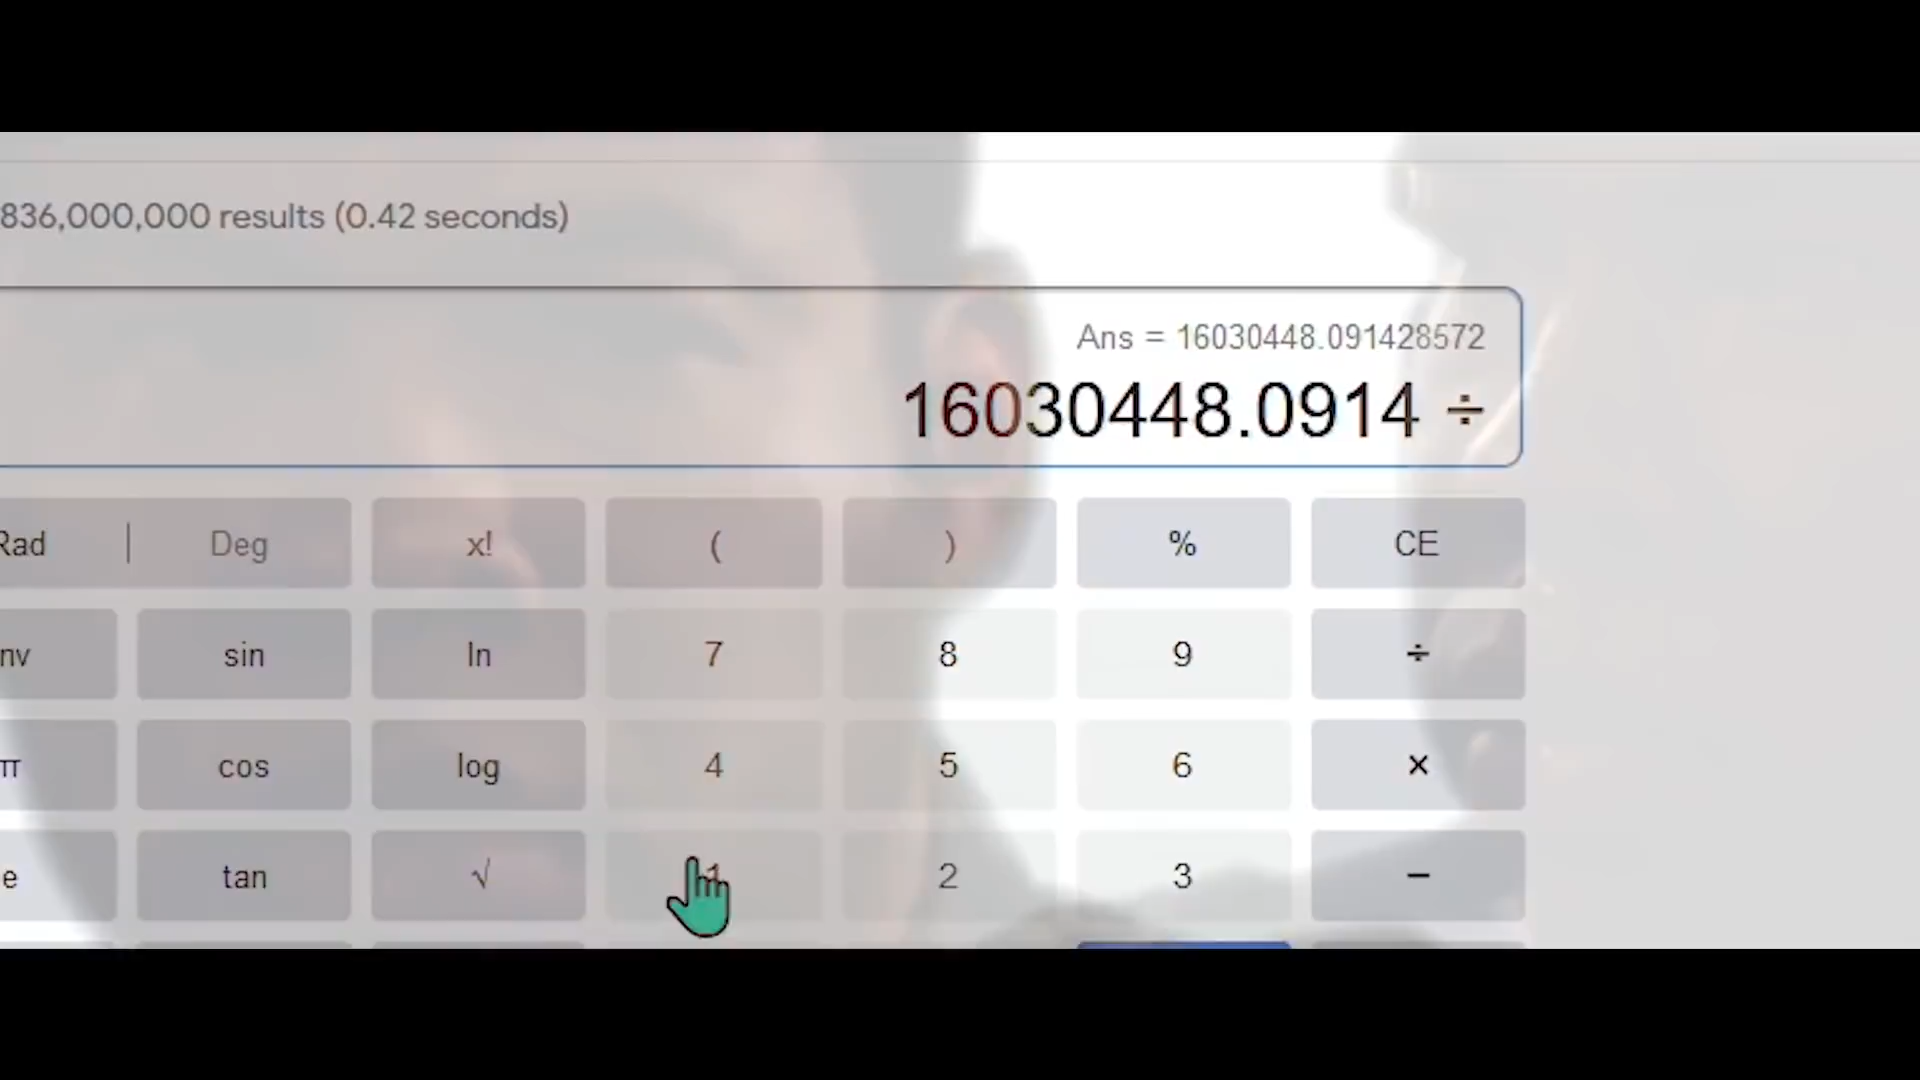 836,000,000 results (0.42 seconds)
Ans = 16030448.091428572
16030448.0914 ÷
Rad | Deg x! ( ) % CE
nv sin ln 7 8 9 ÷
π cos log 4 5 6 ×
e tan √ 1 2 3 −